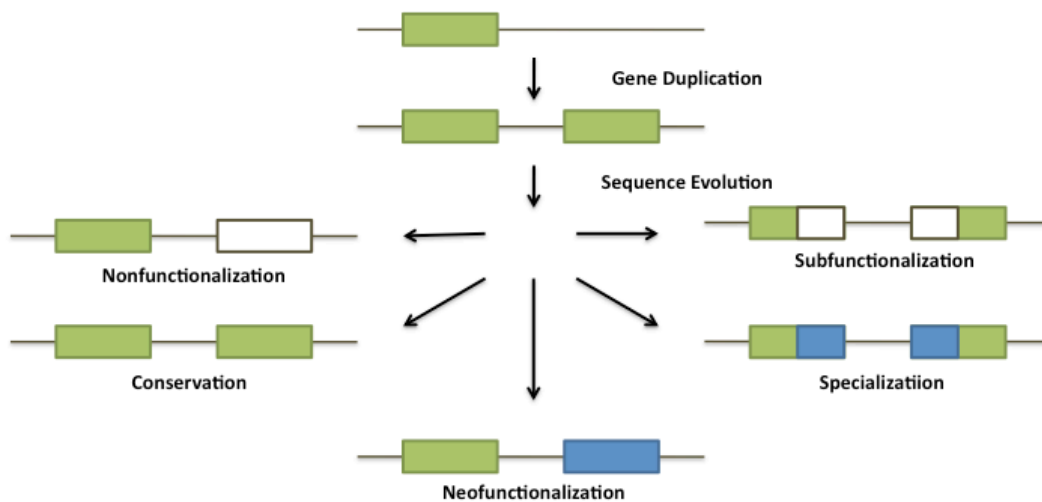 Gene Duplication
Sequence Evolution
Nonfunctionalization
Subfunctionalization
Conservation
Specializatiion
Neofunctionalization